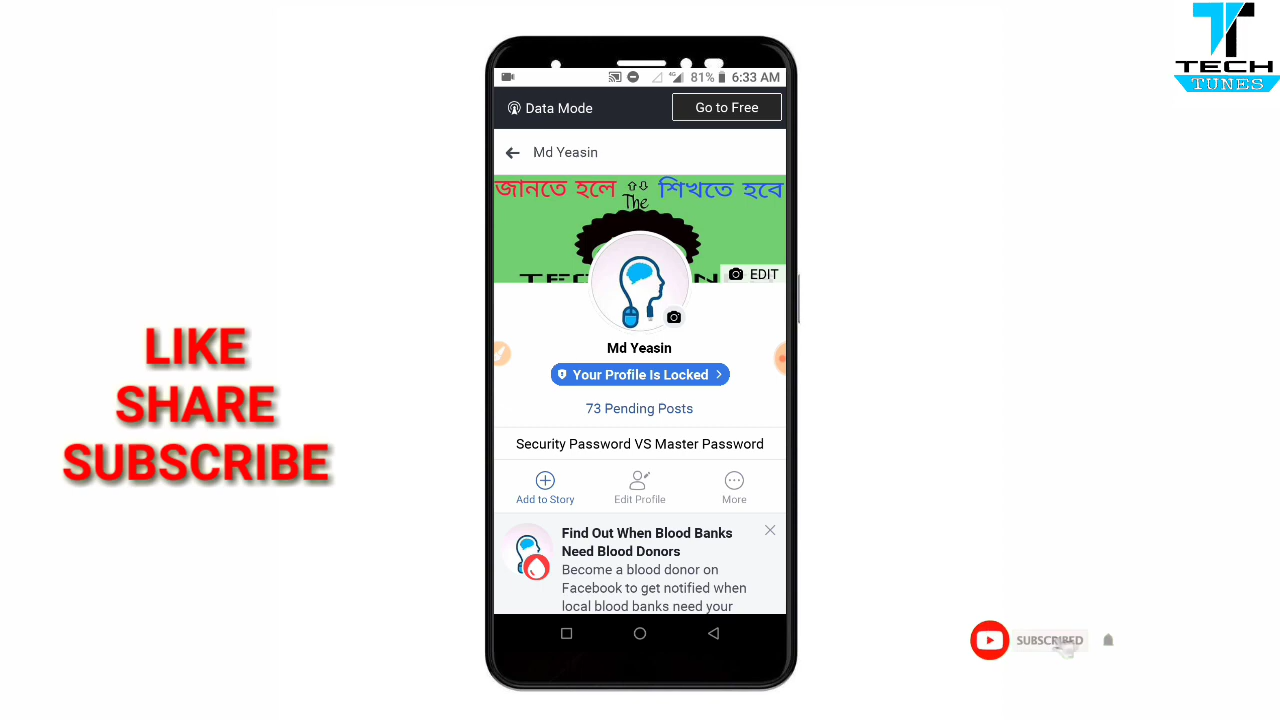 TECH
TUNES
81% 6:33 AM
Data Mode
Go to Free
Md Yeasin
জানতে হলে
শিখতে হবে
The
EDIT
Md Yeasin
Your Profile Is Locked
73 Pending Posts
Security Password VS Master Password
Add to Story
Edit Profile
More
Find Out When Blood Banks
Need Blood Donors
Become a blood donor on
Facebook to get notified when
local blood banks need your
LIKE
SHARE
SUBSCRIBE
SUBSCRIBED